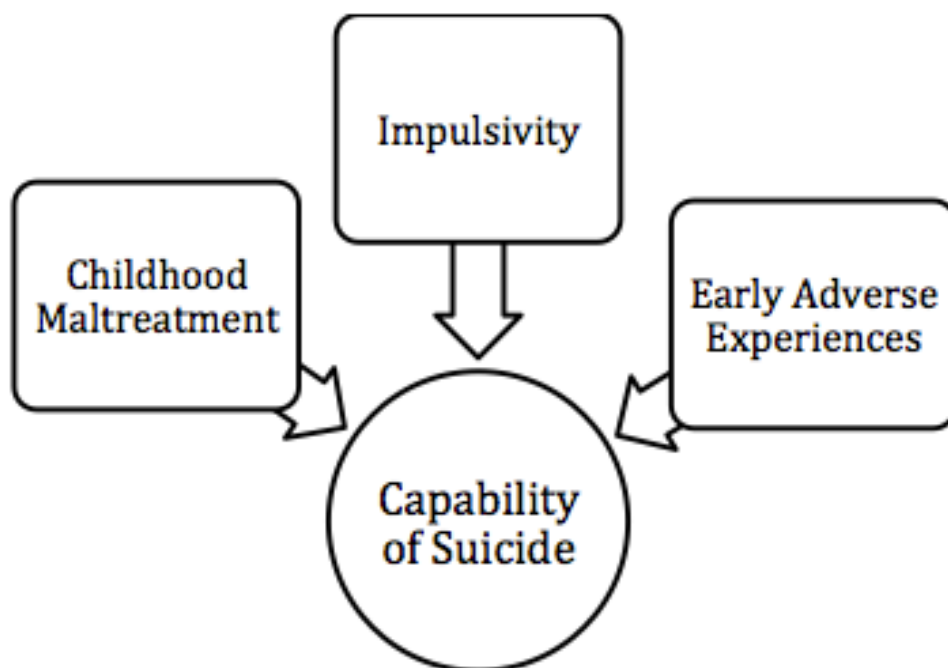 Impulsivity
Childhood
Maltreatment
Early Adverse
Experiences
Capability
of Suicide